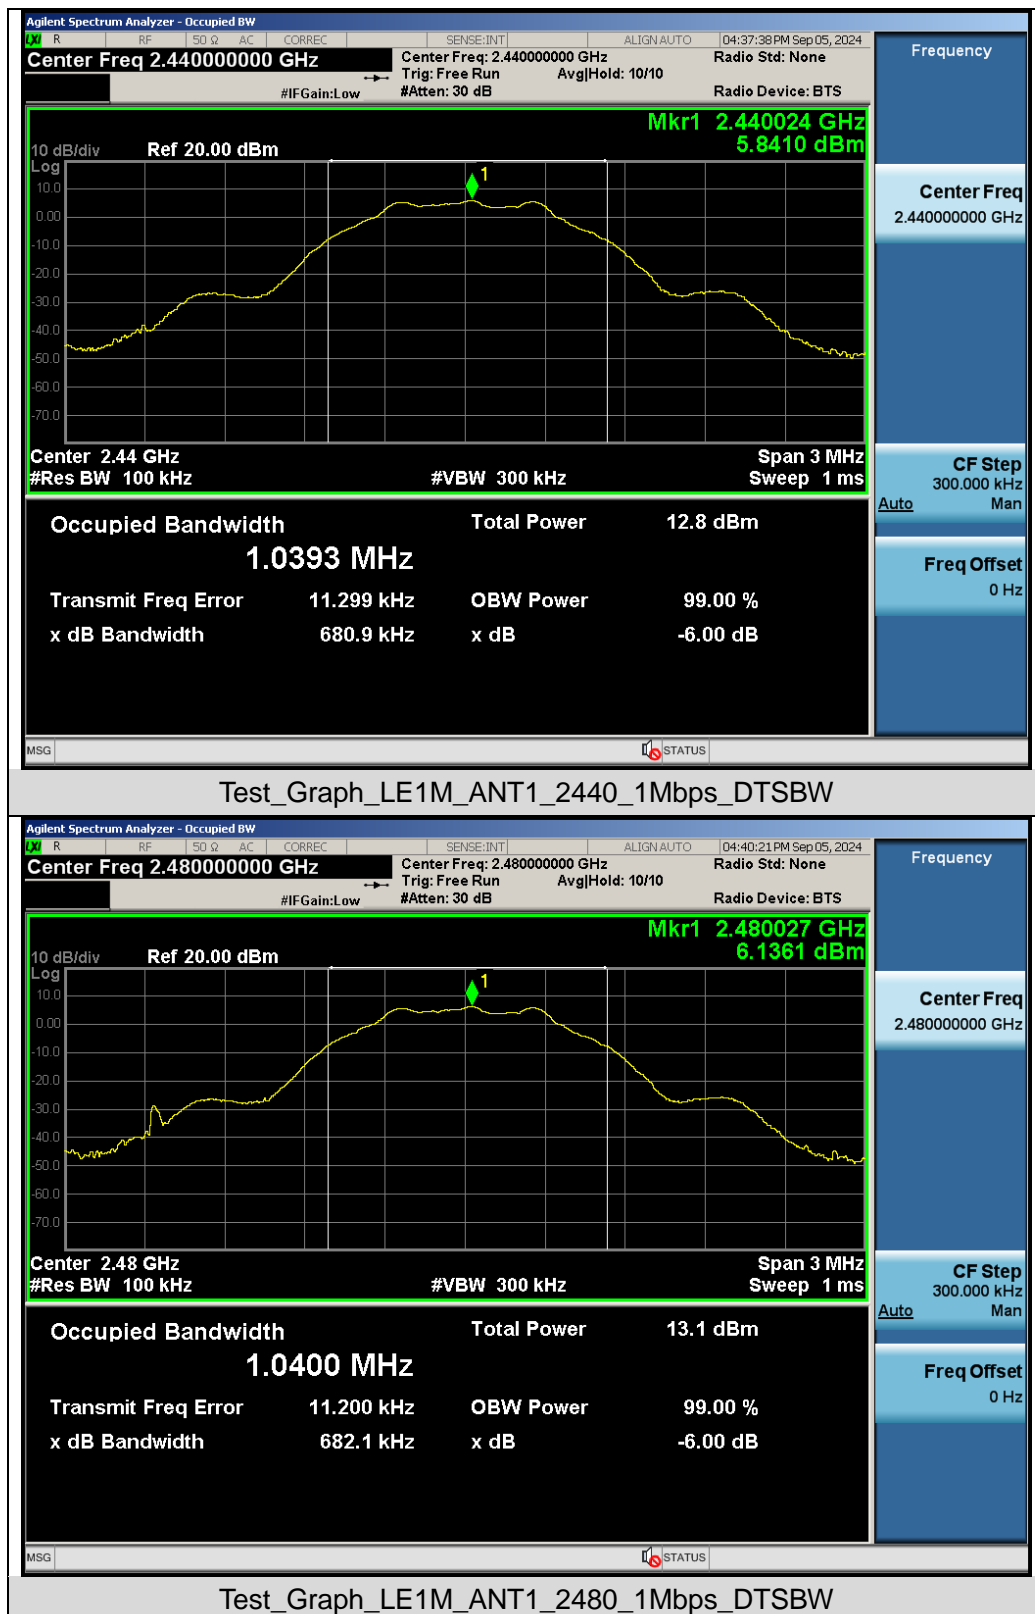 Agilent Spectrum Analyzer - Occupied BW
LXI R RF 50 Ω AC CORREC SENSE:INT ALIGN AUTO 04:37:38 PM Sep 05, 2024
Center Freq 2.440000000 GHz
Center Freq: 2.440000000 GHz Radio Std: None
Trig: Free Run Avg|Hold: 10/10
#IFGain:Low #Atten: 30 dB Radio Device: BTS
Frequency
Mkr1 2.440024 GHz
10 dB/div Ref 20.00 dBm 5.8410 dBm
Log
1
10.0
0.00
-10.0
-20.0
-30.0
-40.0
-50.0
-60.0
-70.0
Center 2.44 GHz Span 3 MHz
#Res BW 100 kHz #VBW 300 kHz Sweep 1 ms
Center Freq
2.440000000 GHz
CF Step
300.000 kHz
Auto Man
Freq Offset
0 Hz
Occupied Bandwidth Total Power 12.8 dBm
1.0393 MHz
Transmit Freq Error 11.299 kHz OBW Power 99.00 %
x dB Bandwidth 680.9 kHz x dB -6.00 dB
MSG STATUS
Test_Graph_LE1M_ANT1_2440_1Mbps_DTSBW
Agilent Spectrum Analyzer - Occupied BW
LXI R RF 50 Ω AC CORREC SENSE:INT ALIGN AUTO 04:40:21 PM Sep 05, 2024
Center Freq 2.480000000 GHz
Center Freq: 2.480000000 GHz Radio Std: None
Trig: Free Run Avg|Hold: 10/10
#IFGain:Low #Atten: 30 dB Radio Device: BTS
Frequency
Mkr1 2.480027 GHz
10 dB/div Ref 20.00 dBm 6.1361 dBm
Log
1
10.0
0.00
-10.0
-20.0
-30.0
-40.0
-50.0
-60.0
-70.0
Center 2.48 GHz Span 3 MHz
#Res BW 100 kHz #VBW 300 kHz Sweep 1 ms
Center Freq
2.480000000 GHz
CF Step
300.000 kHz
Auto Man
Freq Offset
0 Hz
Occupied Bandwidth Total Power 13.1 dBm
1.0400 MHz
Transmit Freq Error 11.200 kHz OBW Power 99.00 %
x dB Bandwidth 682.1 kHz x dB -6.00 dB
MSG STATUS
Test_Graph_LE1M_ANT1_2480_1Mbps_DTSBW